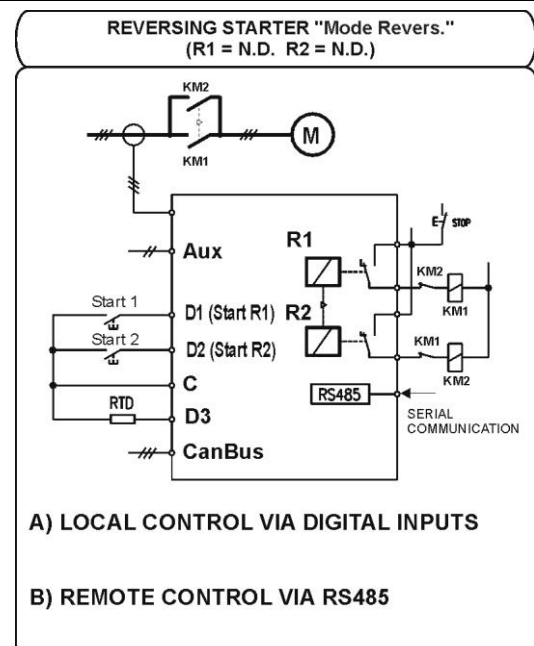 REVERSING STARTER "Mode Revers."
(R1 = N.D. R2 = N.D.)
KM2
KM1
M
STOP
Aux
R1
KM2
KM1
Start 1
D1 (Start R1)
R2
Start 2
D2 (Start R2)
KM1
KM2
C
RS485
RTD
D3
SERIAL
COMMUNICATION
CanBus
A) LOCAL CONTROL VIA DIGITAL INPUTS
B) REMOTE CONTROL VIA RS485